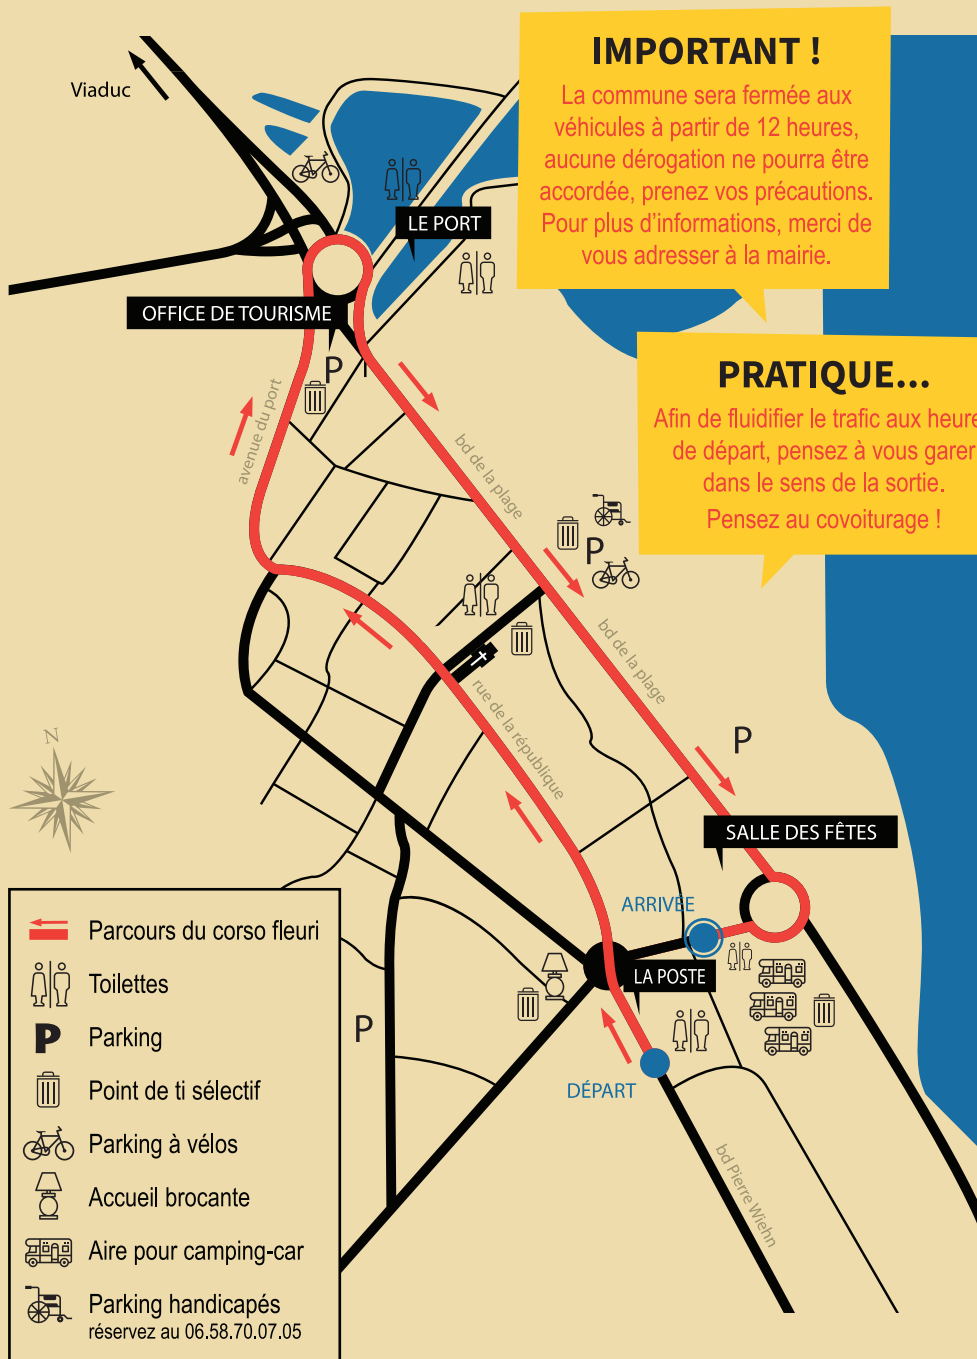 IMPORTANT !
La commune sera fermée aux
véhicules à partir de 12 heures,
aucune dérogation ne pourra être
accordée, prenez vos précautions.
Pour plus d'informations, merci de
vous adresser à la mairie.
Viaduc
LE PORT
OFFICE DE TOURISME
PRATIQUE...
Afin de fluidifier le trafic aux heure
de départ, pensez à vous garer
dans le sens de la sortie.
Pensez au covoiturage !
P
avenue du port
bd de la plage
P
bd de la plage
rue de la république
N
P
SALLE DES FÊTES
ARRIVÉE
LA POSTE
P
DÉPART
bd Pierre Wiehn
Parcours du corso fleuri
Toilettes
P Parking
Point de ti sélectif
Parking à vélos
Accueil brocante
Aire pour camping-car
Parking handicapés
réservez au 06.58.70.07.05